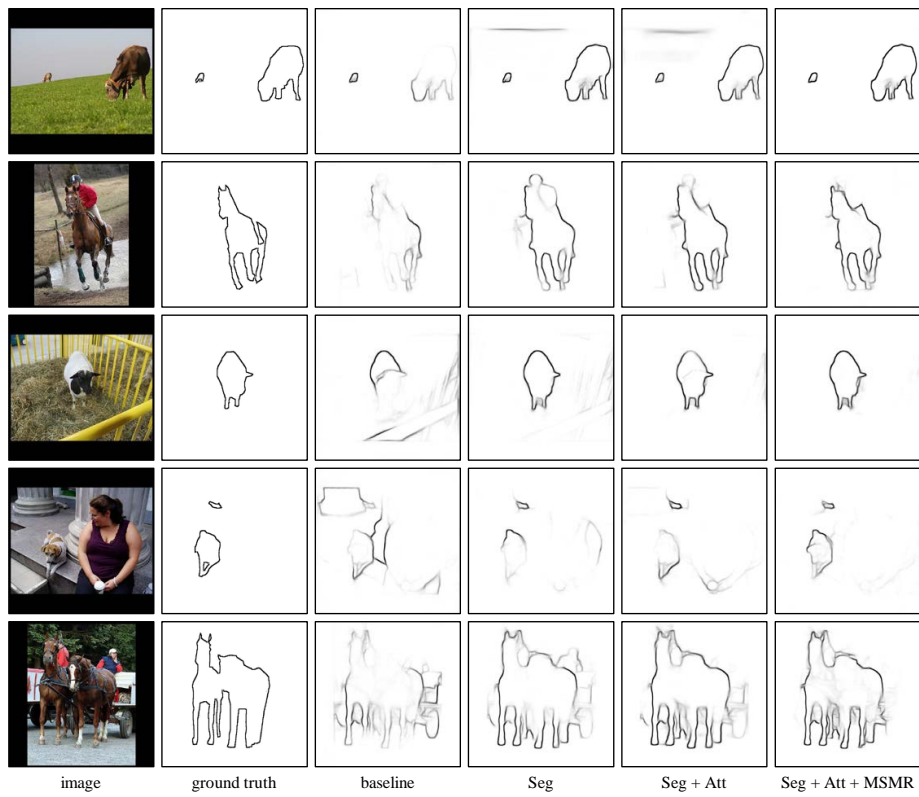 image
ground truth
baseline
Seg
Seg + Att
Seg + Att + MSMR